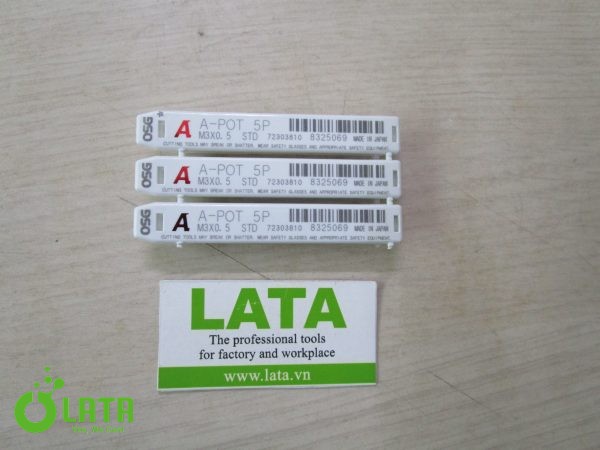 OSG A A-POT 5P
M3X0.5 STD 72303810 8325069 MADE IN JAPAN
CUTTING TOOLS MAY BREAK OR SHATTER. WEAR SAFETY GLASSES AND APPROPRIATE SAFETY EQUIPMENT.
OSG A A-POT 5P
M3X0.5 STD 72303810 8325069 MADE IN JAPAN
CUTTING TOOLS MAY BREAK OR SHATTER. WEAR SAFETY GLASSES AND APPROPRIATE SAFETY EQUIPMENT.
OSG A A-POT 5P
M3X0.5 STD 72303810 8325069 MADE IN JAPAN
CUTTING TOOLS MAY BREAK OR SHATTER. WEAR SAFETY GLASSES AND APPROPRIATE SAFETY EQUIPMENT.
LATA
The professional tools
for factory and workplace
www.lata.vn
LATA